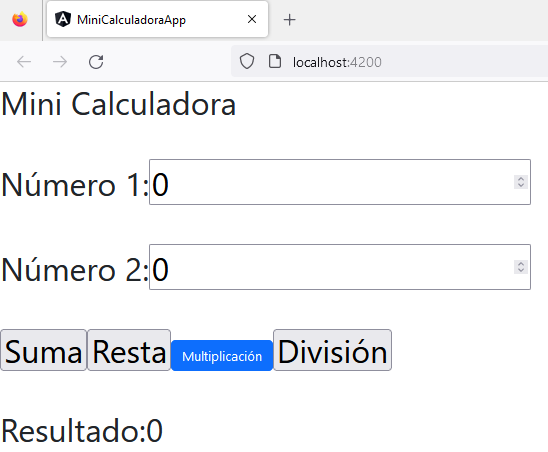 MiniCalculadoraApp
localhost:4200
Mini Calculadora
Número 1:0
Número 2:0
Suma Resta Multiplicación División
Resultado:0